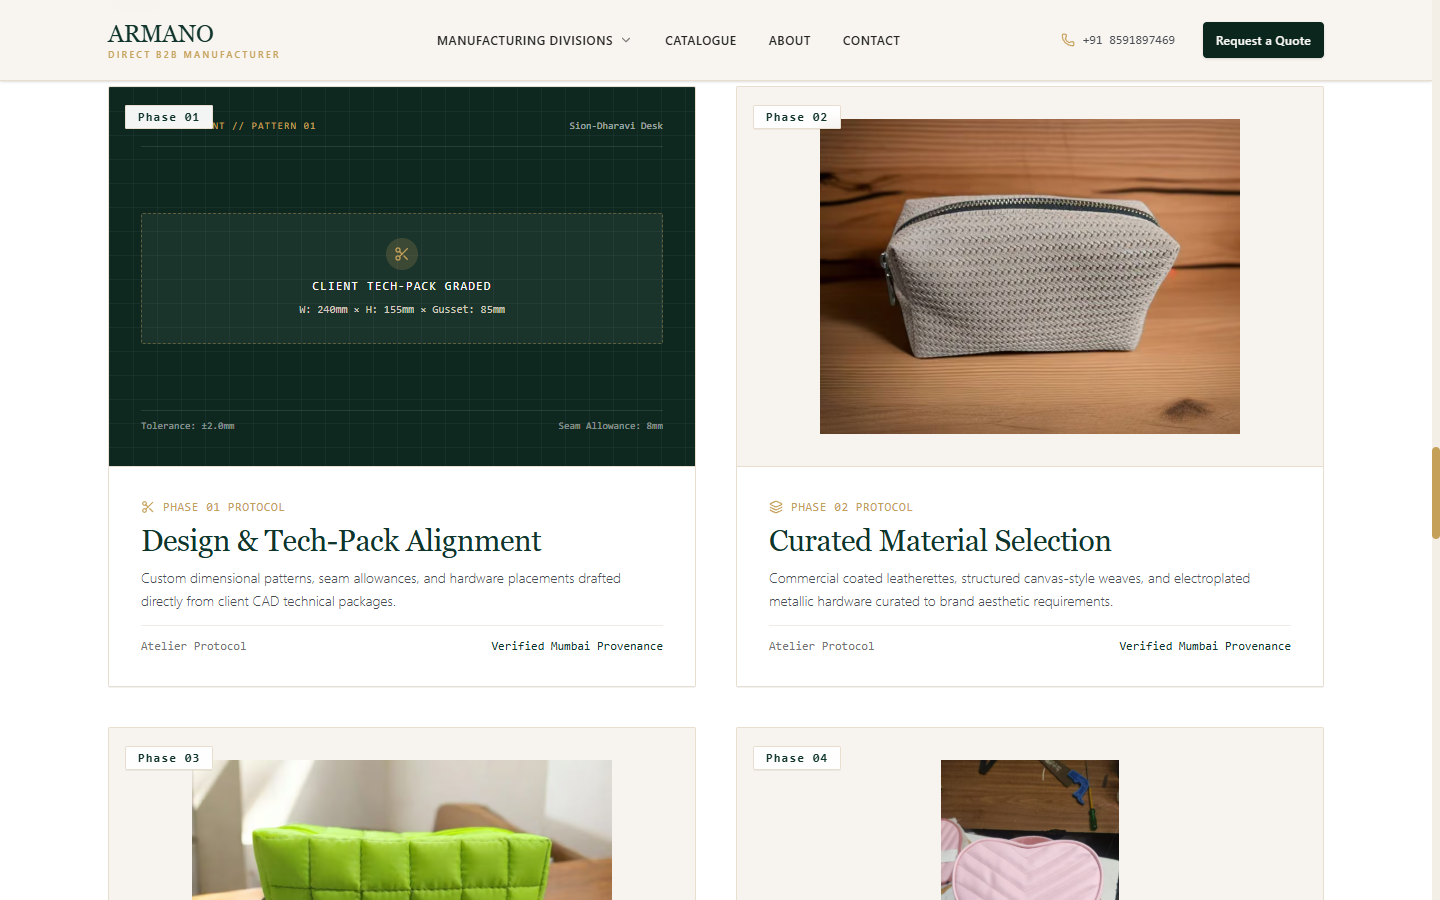 ARMANO
DIRECT B2B MANUFACTURER
MANUFACTURING DIVISIONS
CATALOGUE
ABOUT
CONTACT
+91 8591897469
Request a Quote
Phase 01
NT // PATTERN 01
Sion-Dharavi Desk
CLIENT TECH-PACK GRADED
W: 240mm × H: 155mm × Gusset: 85mm
Tolerance: ±2.0mm
Seam Allowance: 8mm
PHASE 01 PROTOCOL
Design & Tech-Pack Alignment
Custom dimensional patterns, seam allowances, and hardware placements drafted
directly from client CAD technical packages.
Atelier Protocol
Verified Mumbai Provenance
Phase 02
PHASE 02 PROTOCOL
Curated Material Selection
Commercial coated leatherettes, structured canvas-style weaves, and electroplated
metallic hardware curated to brand aesthetic requirements.
Atelier Protocol
Verified Mumbai Provenance
Phase 03
Phase 04